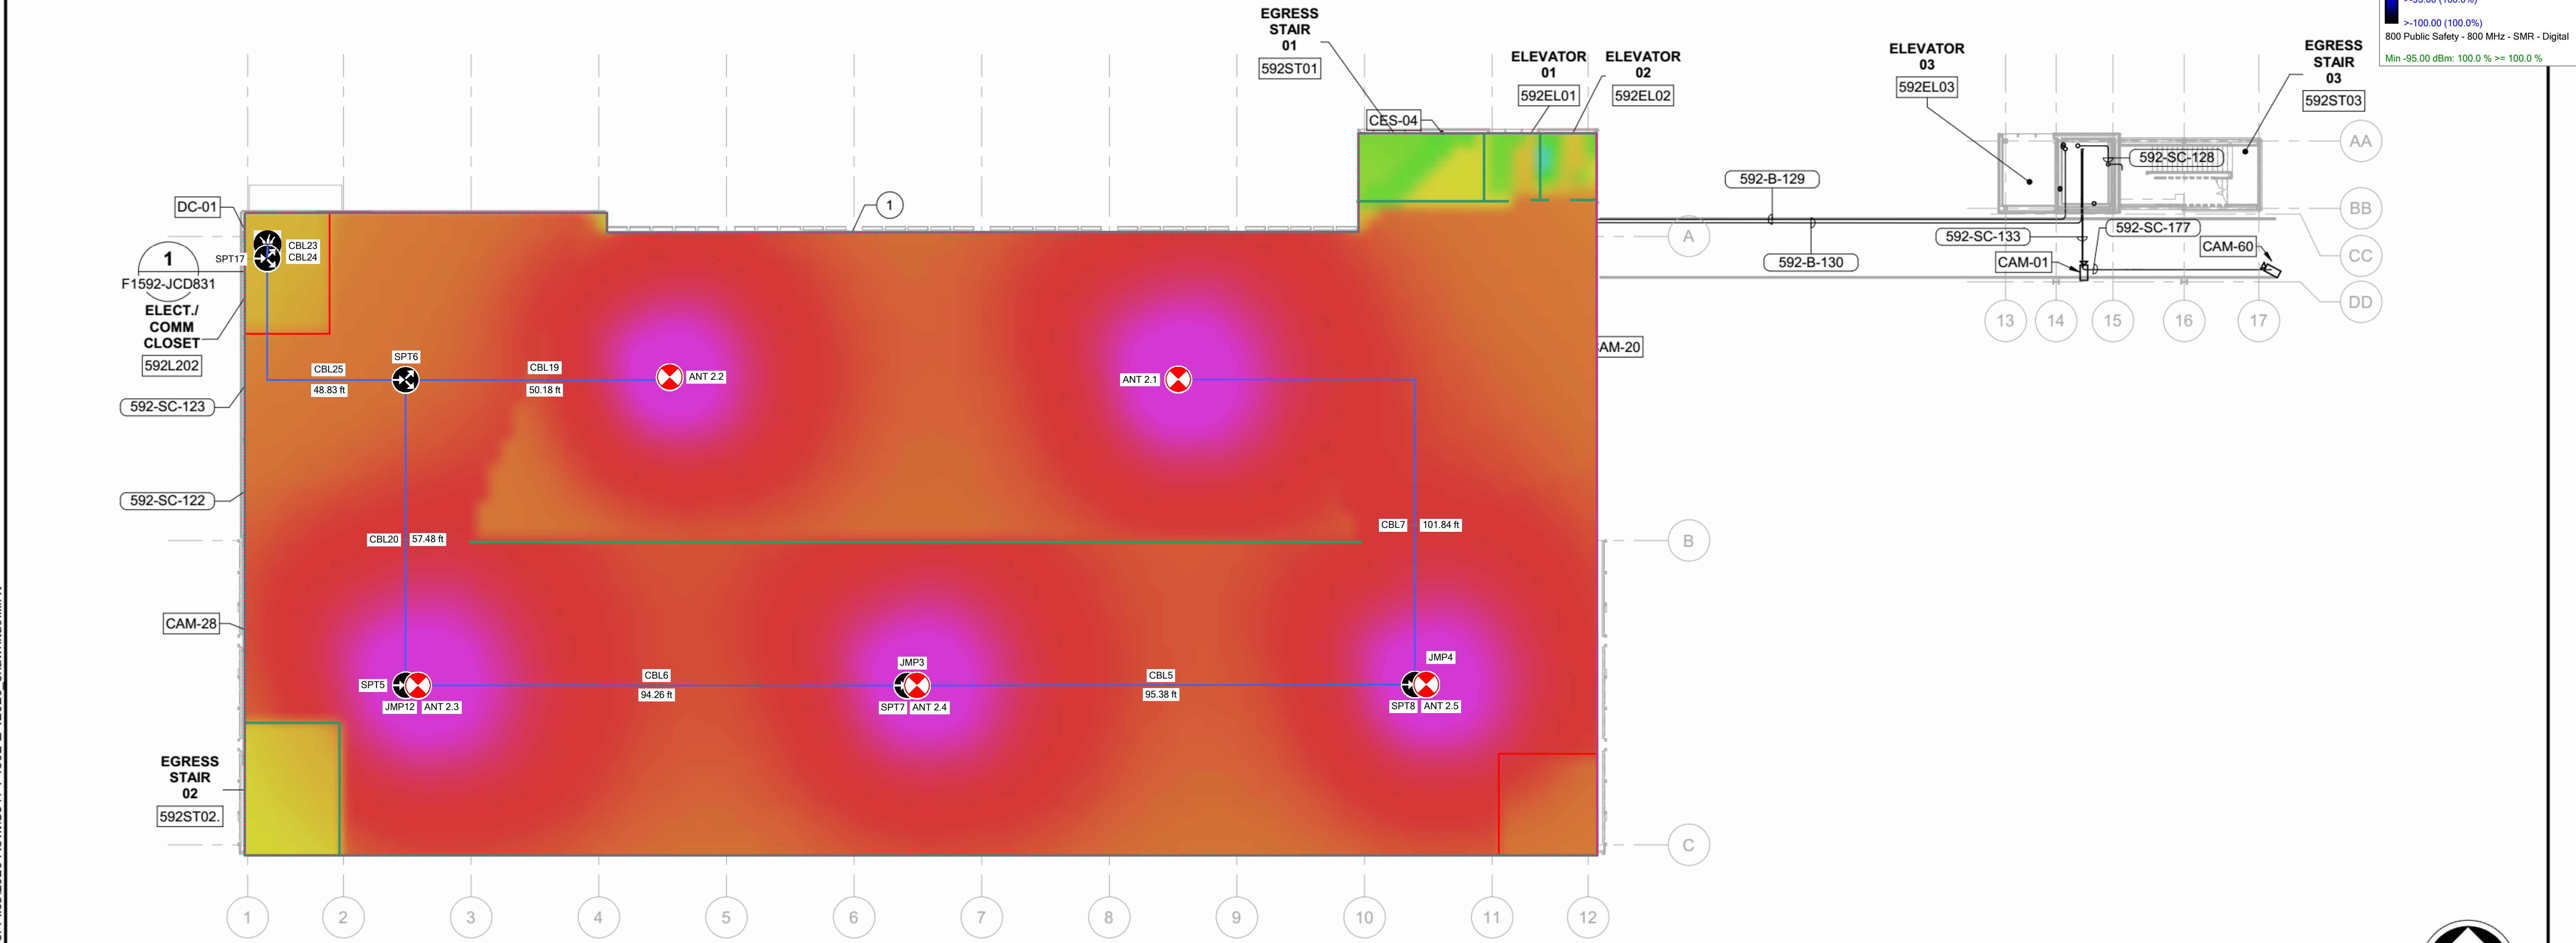 >-100.00 (100.0%)
800 Public Safety - 800 MHz - SMR - Digital
Min -95.00 dBm: 100.0 % >= 100.0 %
EGRESS
STAIR
01
592ST01
ELEVATOR
01
592EL01
ELEVATOR
02
592EL02
ELEVATOR
03
592EL03
EGRESS
STAIR
03
592ST03
CES-04
AA
592-SC-128
592-B-129
DC-01
1
BB
592-SC-133
592-SC-177
A
CAM-60
CBL23
CBL24
SPT17
1
F1592-JCD831
592-B-130
CAM-01
CC
DD
ELECT./
COMM
CLOSET
592L202
13
14
15
16
17
AM-20
SPT6
CBL25
48.83 ft
CBL19
50.18 ft
ANT 2.2
ANT 2.1
592-SC-123
592-SC-122
CBL7
101.84 ft
CBL20
57.48 ft
B
CAM-28
JMP3
JMP4
SPT5
CBL6
94.26 ft
CBL5
95.38 ft
JMP12
ANT 2.3
SPT7
ANT 2.4
SPT8
ANT 2.5
EGRESS
STAIR
02
592ST02.
C
1
2
3
4
5
6
7
8
9
10
11
12